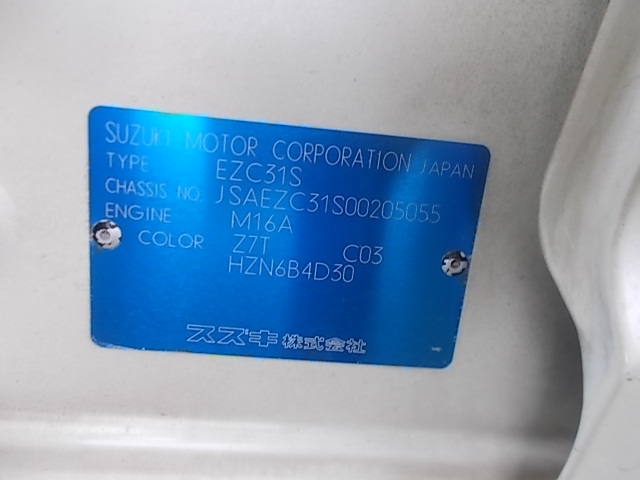 SUZUKI MOTOR CORPORATION JAPAN
TYPE EZC31S
CHASSIS NO. JSAEZC31S00205055
ENGINE M16A
COLOR Z7T C03
HZN6B4D30
スズキ株式会社